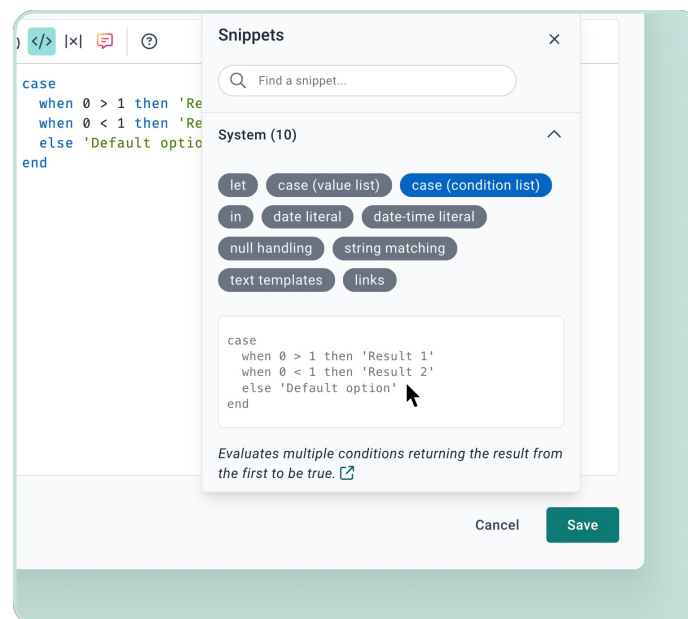 ) </> |x|
case
when 0 > 1 then 'Re
when 0 < 1 then 'Re
else 'Default optio
end
Snippets
Find a snippet...
System (10)
let case (value list) case (condition list)
in date literal date-time literal
null handling string matching
text templates links
case
when 0 > 1 then 'Result 1'
when 0 < 1 then 'Result 2'
else 'Default option'
end
Evaluates multiple conditions returning the result from
the first to be true.
Cancel Save